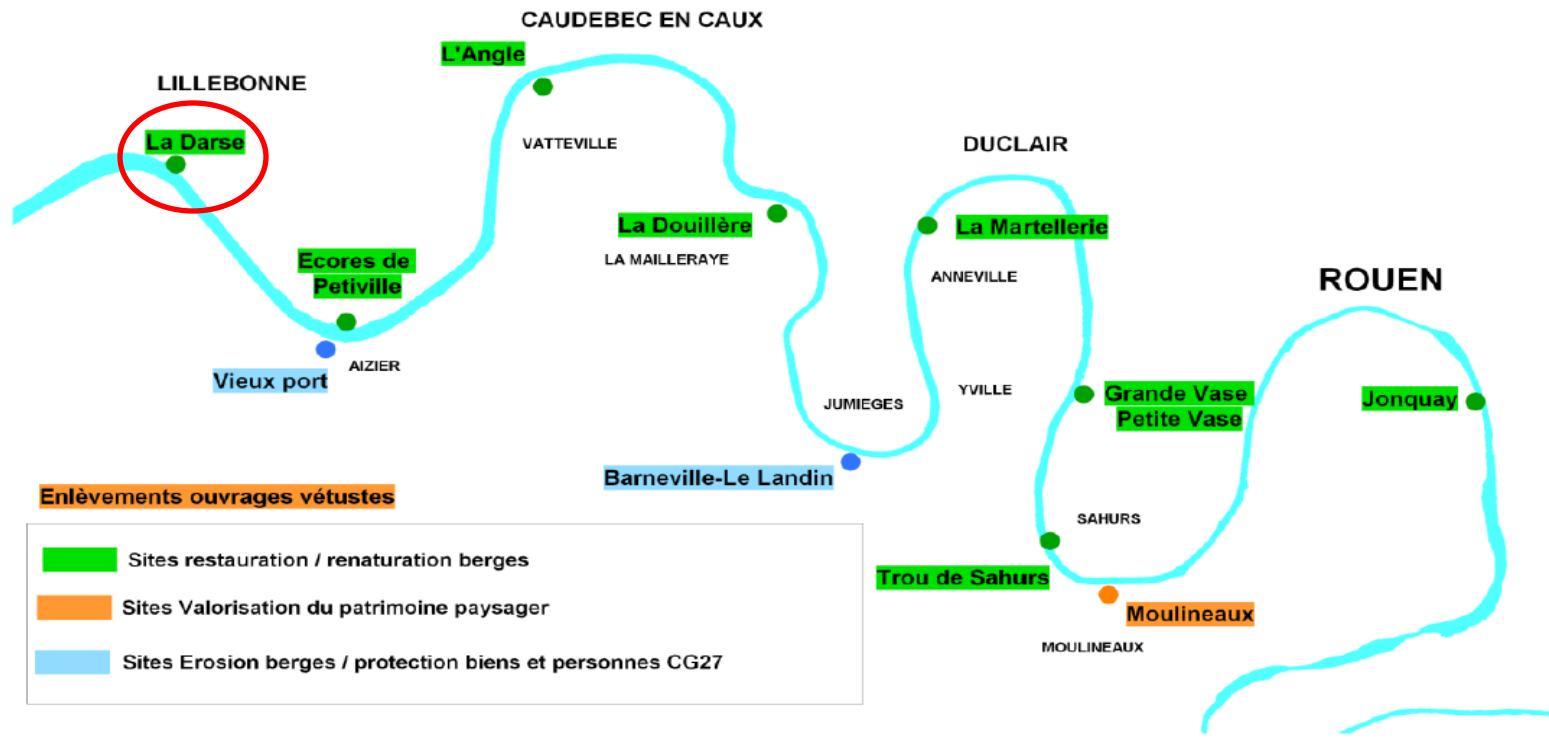 CAUDEBEC EN CAUX
L'Angle
LILLEBONNE
La Darse
VATTEVILLE
DUCLAIR
La Douillère
La Martellerie
LA MAILLERAYE
Ecores de
Petiville
ANNEVILLE
ROUEN
AIZIER
Vieux port
YVILLE
JUMIEGES
Grande Vase
Petite Vase
Jonquay
Barneville-Le Landin
Enlèvements ouvrages vétustes
SAHURS
Sites restauration / renaturation berges
Trou de Sahurs
Sites Valorisation du patrimoine paysager
Moulineaux
MOULINEAUX
Sites Erosion berges / protection biens et personnes CG27